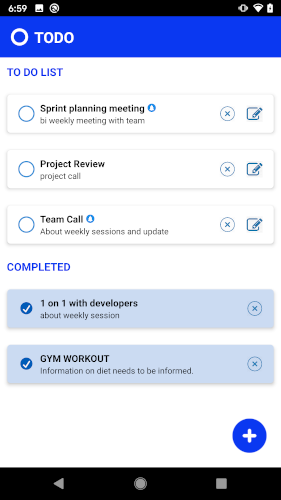 6:59
TODO
TO DO LIST
Sprint planning meeting
bi weekly meeting with team
Project Review
project call
Team Call
About weekly sessions and update
COMPLETED
1 on 1 with developers
about weekly session
GYM WORKOUT
Information on diet needs to be informed.